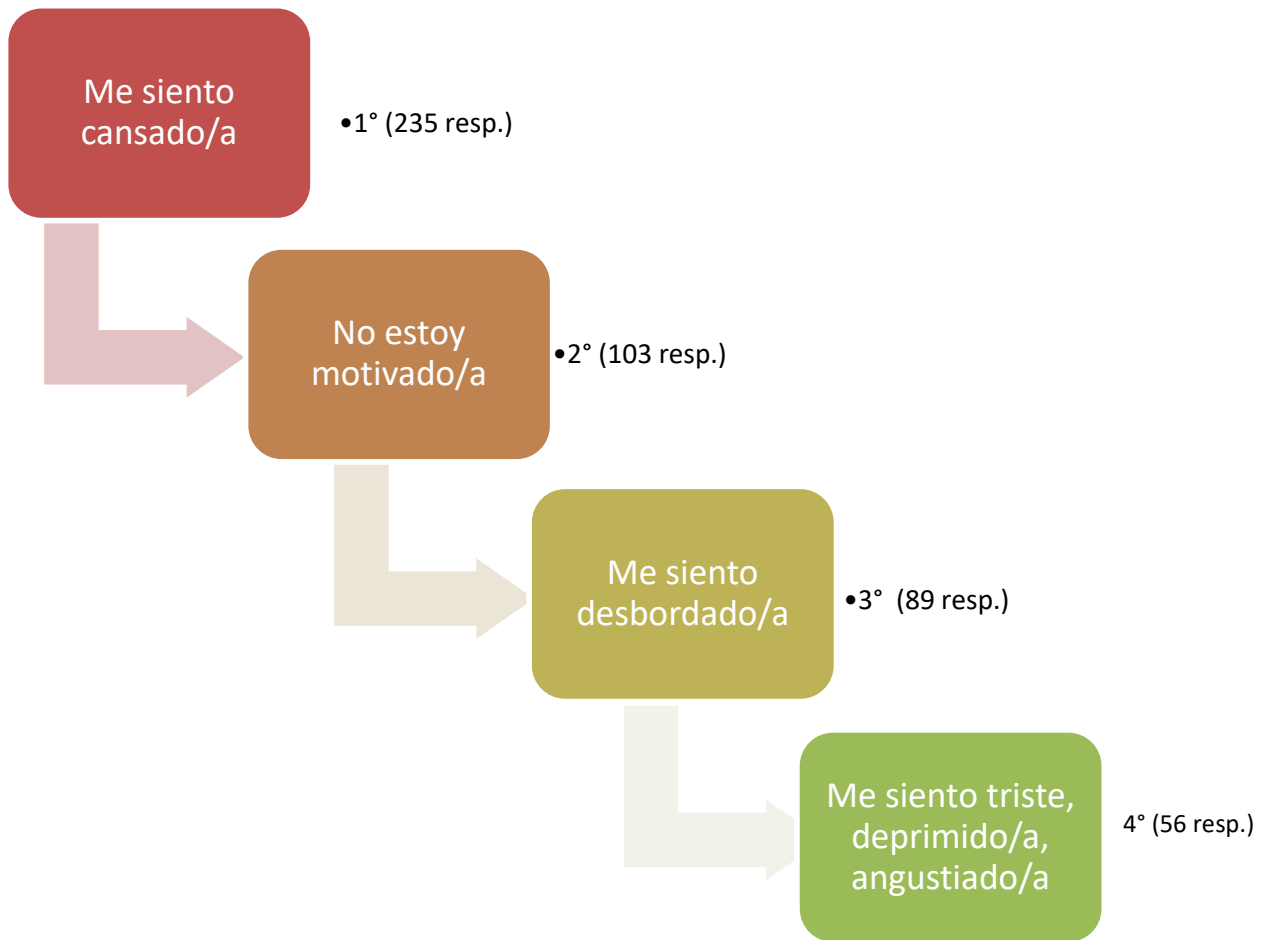 Me siento
cansado/a
•1° (235 resp.)
No estoy
motivado/a
•2° (103 resp.)
Me siento
desbordado/a
•3°  (89 resp.)
Me siento triste,
deprimido/a,
angustiado/a
4° (56 resp.)